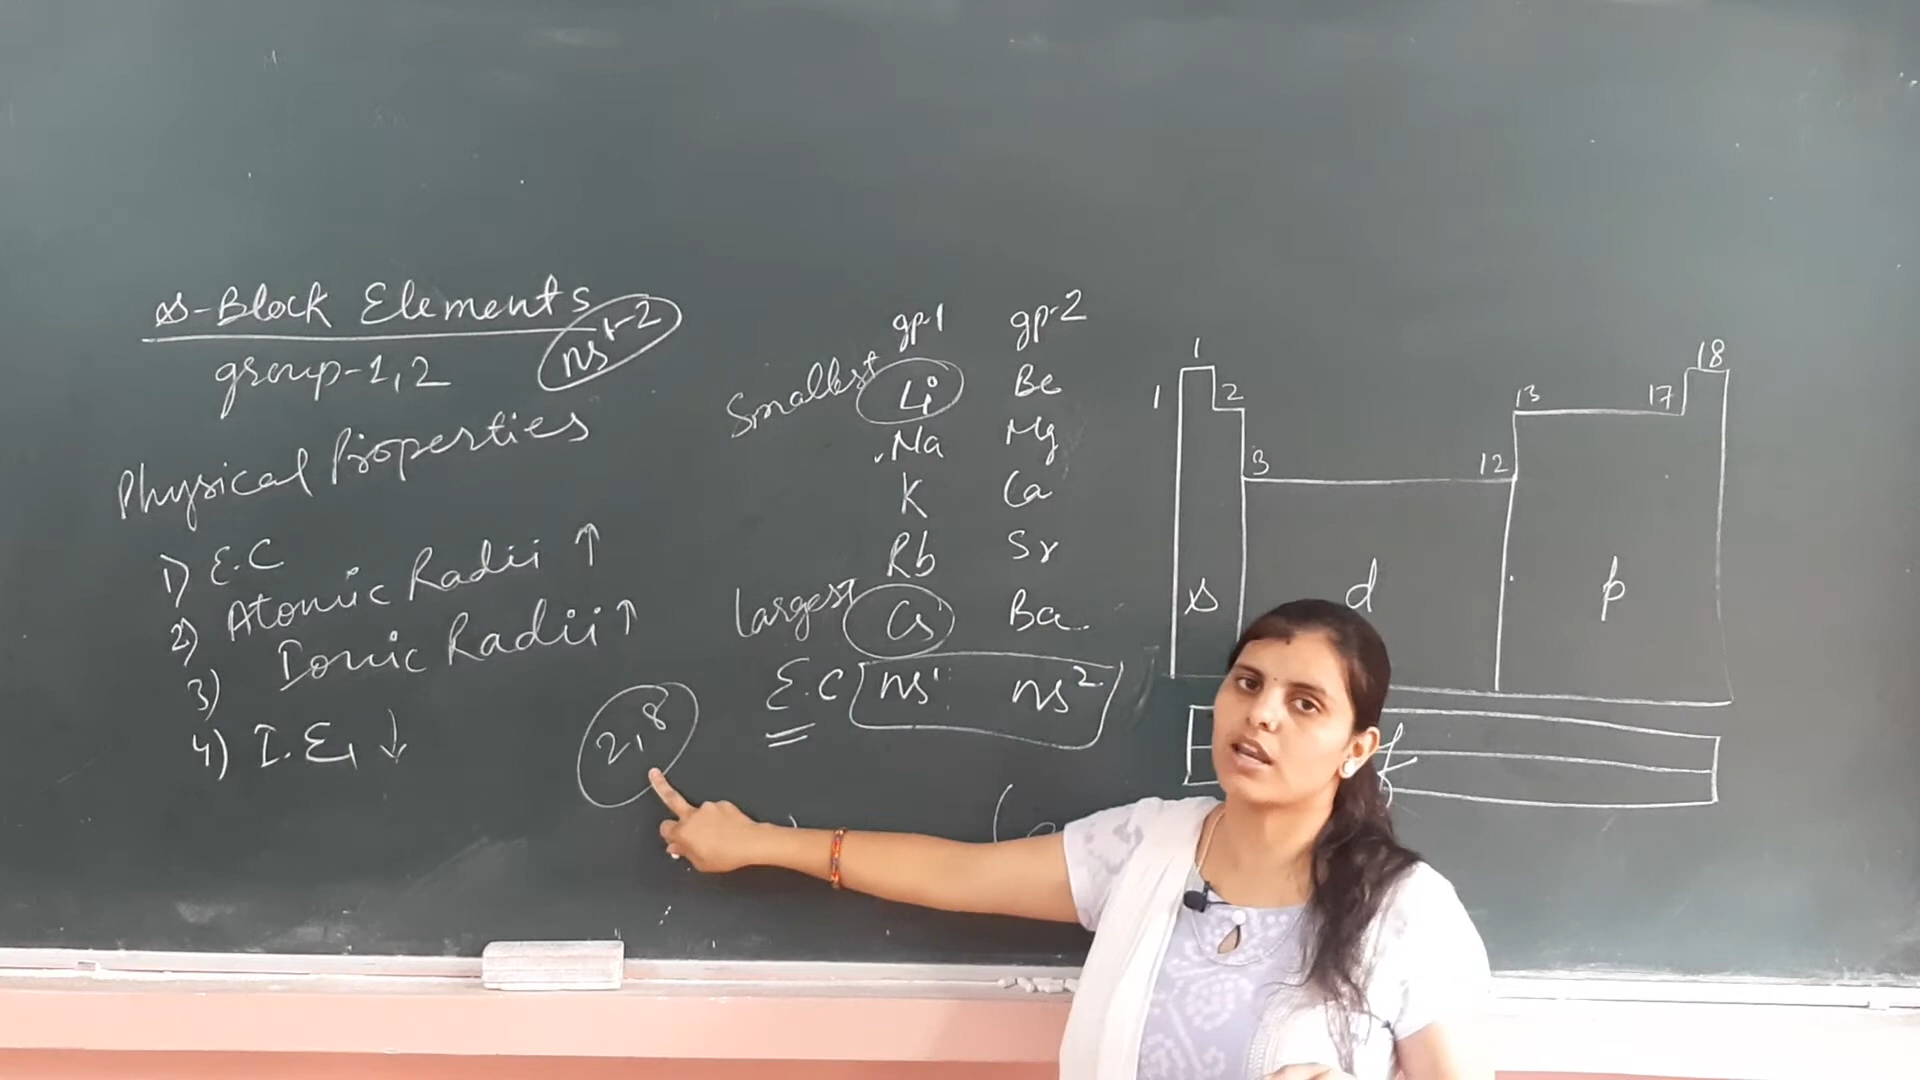 s-Block Elements
group-1,2
ns¹⁻²
Physical Properties
1) E.C
2) Atomic Radii ↑
3) Ionic Radii ↑
4) I.E₁ ↓
2,8
gp-1 gp-2
Smallest Li Be
Na Mg
K Ca
Rb Sr
largest Cs Ba
E.C ns¹ ns²
1 18
1 2 13 17
3 12
s d p
f